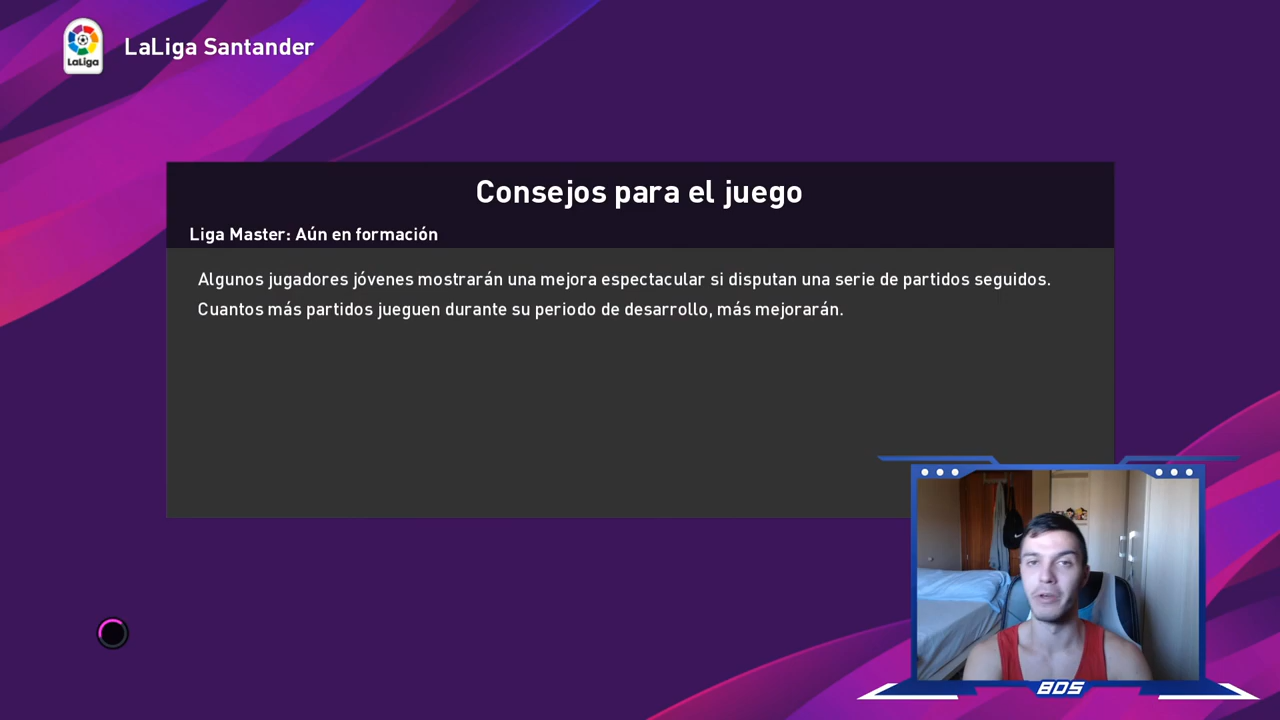 LaLiga Santander
LaLiga
Consejos para el juego
Liga Master: Aún en formación
Algunos jugadores jóvenes mostrarán una mejora espectacular si disputan una serie de partidos seguidos.
Cuantos más partidos jueguen durante su periodo de desarrollo, más mejorarán.
BDS